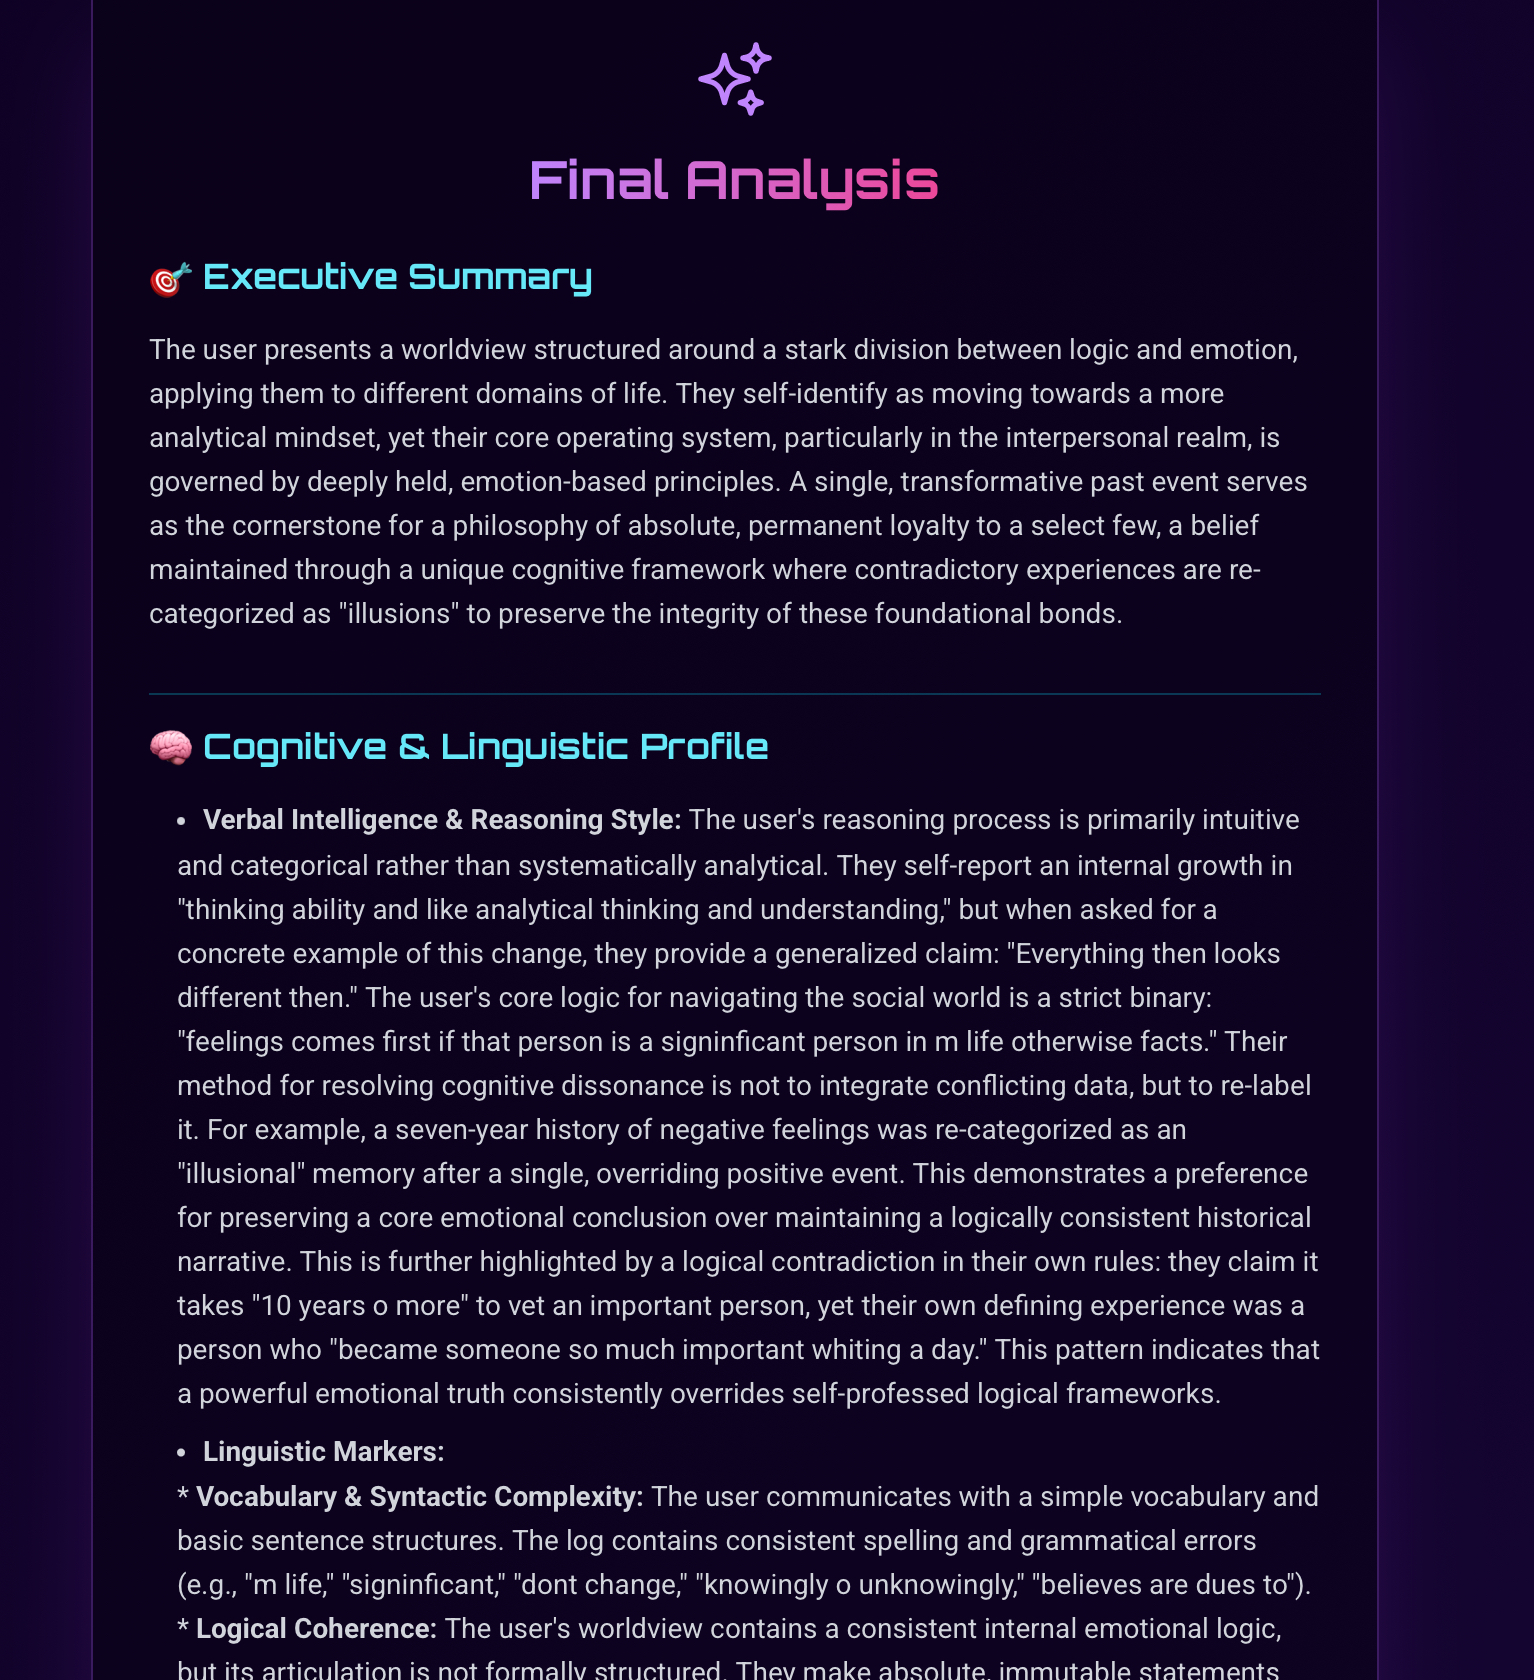 Final Analysis
🎯 Executive Summary
The user presents a worldview structured around a stark division between logic and emotion,
applying them to different domains of life. They self-identify as moving towards a more
analytical mindset, yet their core operating system, particularly in the interpersonal realm, is
governed by deeply held, emotion-based principles. A single, transformative past event serves
as the cornerstone for a philosophy of absolute, permanent loyalty to a select few, a belief
maintained through a unique cognitive framework where contradictory experiences are re-
categorized as "illusions" to preserve the integrity of these foundational bonds.
🧠 Cognitive & Linguistic Profile
• Verbal Intelligence & Reasoning Style: The user's reasoning process is primarily intuitive
and categorical rather than systematically analytical. They self-report an internal growth in
"thinking ability and like analytical thinking and understanding," but when asked for a
concrete example of this change, they provide a generalized claim: "Everything then looks
different then." The user's core logic for navigating the social world is a strict binary:
"feelings comes first if that person is a signinficant person in m life otherwise facts." Their
method for resolving cognitive dissonance is not to integrate conflicting data, but to re-label
it. For example, a seven-year history of negative feelings was re-categorized as an
"illusional" memory after a single, overriding positive event. This demonstrates a preference
for preserving a core emotional conclusion over maintaining a logically consistent historical
narrative. This is further highlighted by a logical contradiction in their own rules: they claim it
takes "10 years o more" to vet an important person, yet their own defining experience was a
person who "became someone so much important whiting a day." This pattern indicates that
a powerful emotional truth consistently overrides self-professed logical frameworks.
• Linguistic Markers:
* Vocabulary & Syntactic Complexity: The user communicates with a simple vocabulary and
basic sentence structures. The log contains consistent spelling and grammatical errors
(e.g., "m life," "signinficant," "dont change," "knowingly o unknowingly," "believes are dues to").
* Logical Coherence: The user's worldview contains a consistent internal emotional logic,
but its articulation is not formally structured. They make absolute, immutable statements